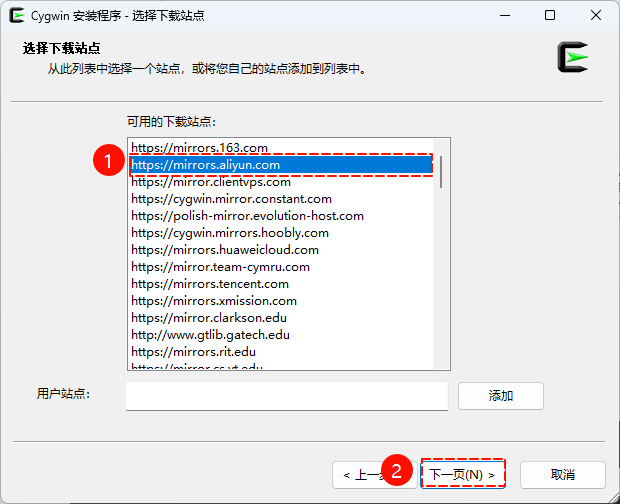 Cygwin 安装程序 - 选择下载站点
选择下载站点
从此列表中选择一个站点，或将您自己的站点添加到列表中。
可用的下载站点：
https://mirrors.163.com
1
https://mirrors.aliyun.com
https://mirror.clientvps.com
https://cygwin.mirror.constant.com
https://polish-mirror.evolution-host.com
https://cygwin.mirrors.hoobly.com
https://mirrors.huaweicloud.com
https://mirror.team-cymru.com
https://mirrors.tencent.com
https://mirrors.xmission.com
https://mirror.clarkson.edu
http://www.gtlib.gatech.edu
https://mirrors.rit.edu
https://mirror.cs.vt.edu
用户站点：
添加
< 上一
2
下一页(N) >
取消